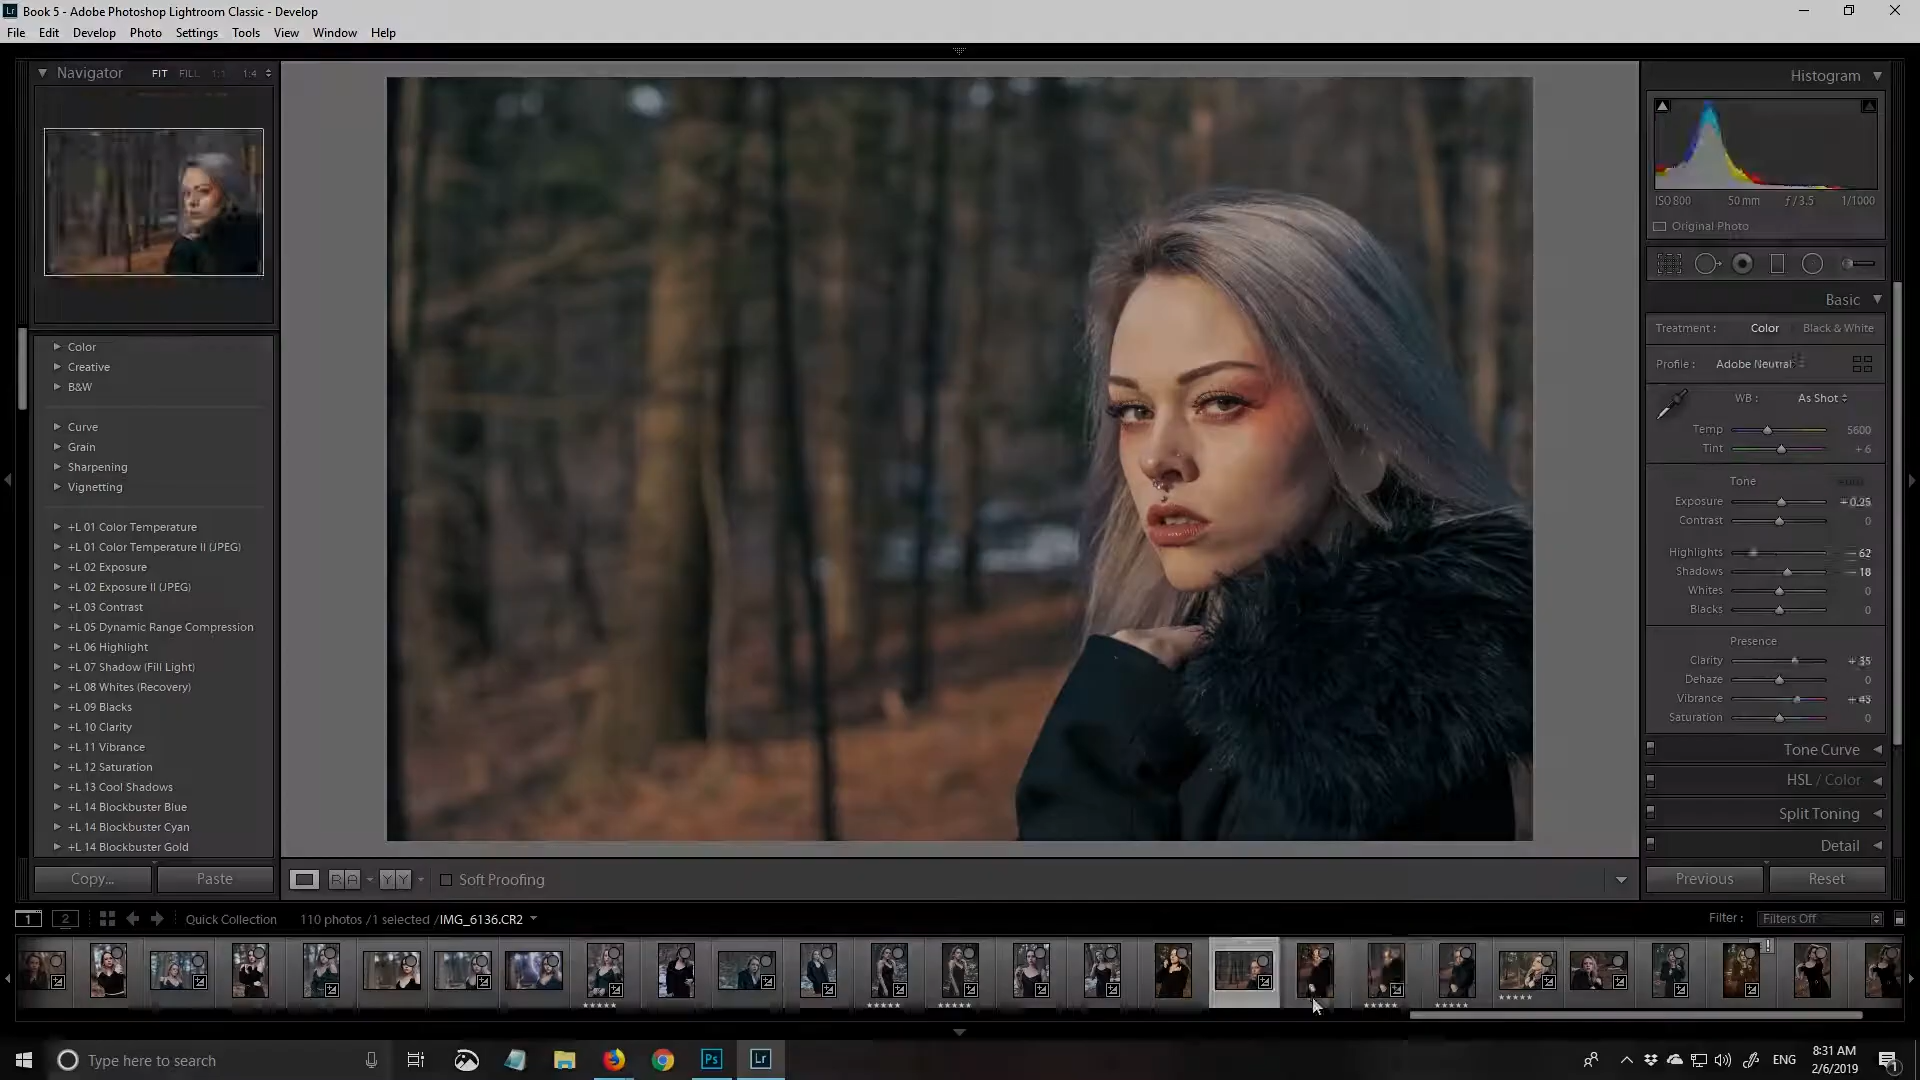 Book 5 - Adobe Photoshop Lightroom Classic - Develop
File Edit Develop Photo Settings Tools View Window Help
Navigator FIT FILL 1:1 1:4
Histogram
ISO 800 50 mm ƒ / 3.5 1/1000
Original Photo
Basic
Treatment : Color Black & White
Profile : Adobe Neutral
WB : As Shot
Temp 5600
Tint + 6
Tone
Exposure + 0.25
Contrast 0
Highlights − 62
Shadows 18
Whites 0
Blacks 0
Presence
Clarity + 35
Dehaze 0
Vibrance + 43
Saturation 0
Tone Curve
HSL / Color
Split Toning
Detail
Previous Reset
Color
Creative
B&W
Curve
Grain
Sharpening
Vignetting
+L 01 Color Temperature
+L 01 Color Temperature II (JPEG)
+L 02 Exposure
+L 02 Exposure II (JPEG)
+L 03 Contrast
+L 05 Dynamic Range Compression
+L 06 Highlight
+L 07 Shadow (Fill Light)
+L 08 Whites (Recovery)
+L 09 Blacks
+L 10 Clarity
+L 11 Vibrance
+L 12 Saturation
+L 13 Cool Shadows
+L 14 Blockbuster Blue
+L 14 Blockbuster Cyan
+L 14 Blockbuster Gold
Copy... Paste
R A Y Y Soft Proofing
1 2 Quick Collection 110 photos / 1 selected / IMG_6136.CR2 Filter : Filters Off
Type here to search
Ps Lr
ENG 8:31 AM
2/6/2019
1